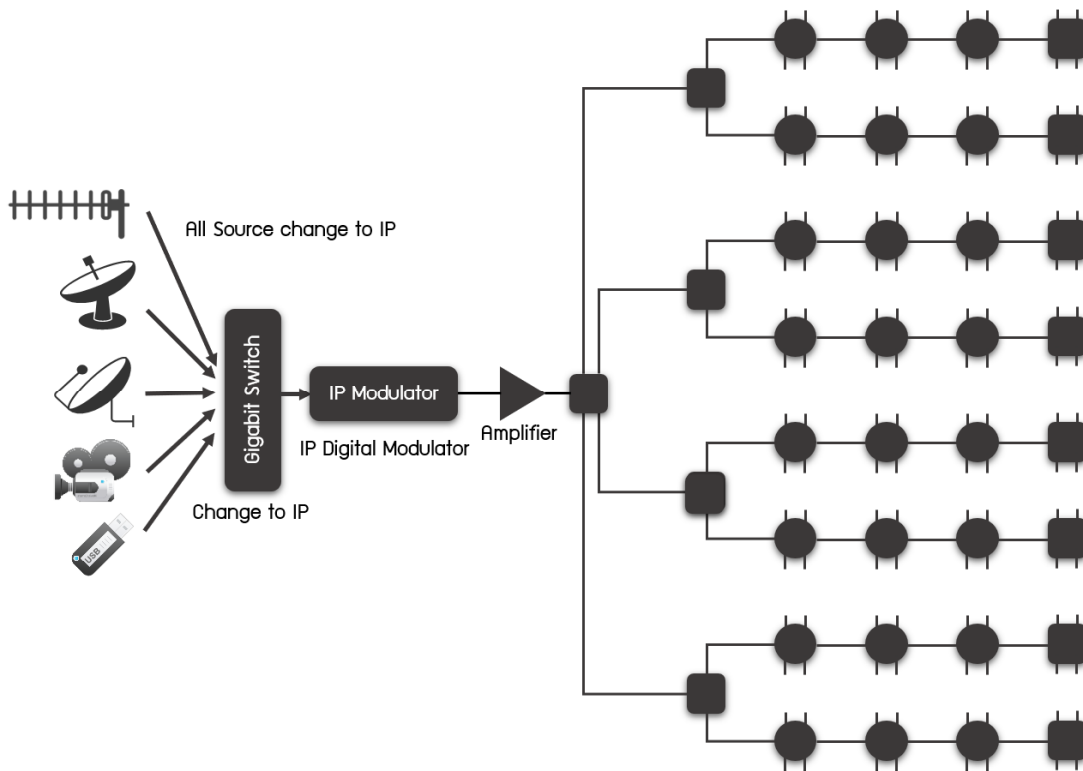 All Source change to IP
Gigabit Switch
IP Modulator
IP Digital Modulator
Amplifier
Change to IP
USB